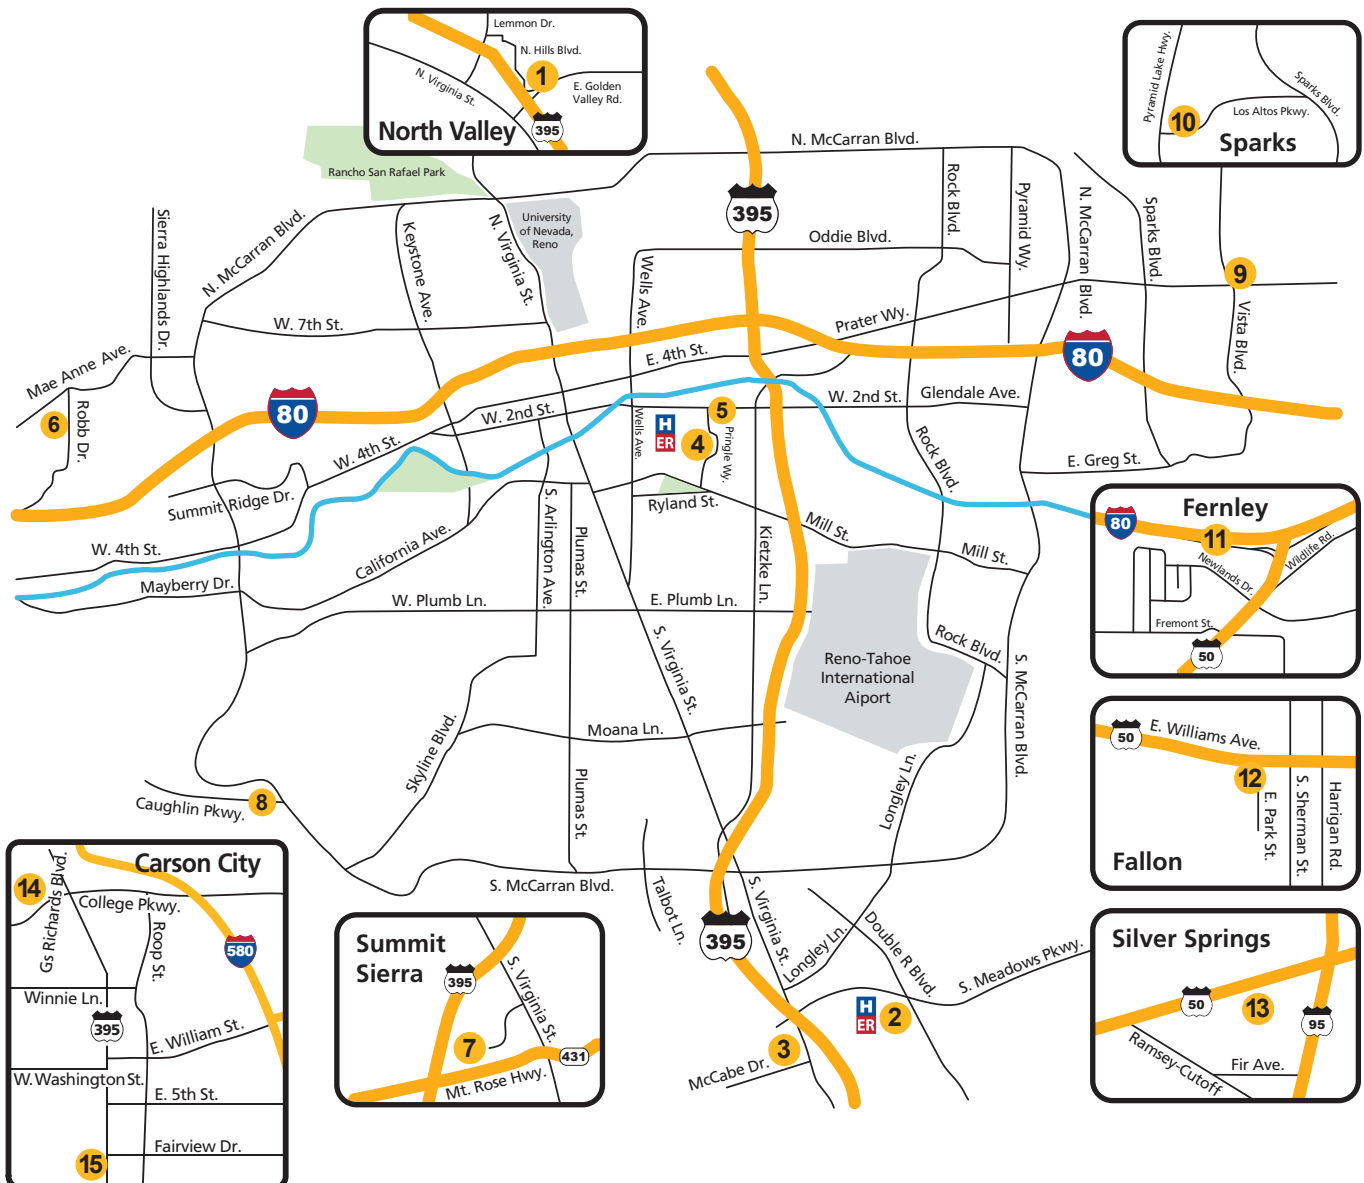 Lemmon Dr.
N. Hills Blvd.
1
N. Virginia St.
E. Golden
Valley Rd.
North Valley
395
Pyramid Lake Hwy.
Sparks Blvd.
10
Los Altos Pkwy.
Sparks
N. McCarran Blvd.
Rancho San Rafael Park
395
University
of Nevada,
Reno
Rock Blvd.
Pyramid Wy.
N. McCarran Blvd.
Sparks Blvd.
Sierra Highlands Dr.
N. McCarran Blvd.
Keystone Ave.
N. Virginia St.
Oddie Blvd.
Wells Ave.
9
Vista Blvd.
W. 7th St.
Prater Wy.
E. 4th St.
80
Mae Anne Ave.
6
Robb Dr.
80
W. 2nd St.
W. 4th St.
Wells Ave.
H
ER
5
4
Pringle Wy.
W. 2nd St.
Glendale Ave.
Rock Blvd.
E. Greg St.
Summit Ridge Dr.
S. Arlington Ave.
Plumas St.
Ryland St.
Kietzke Ln.
Mill St.
Mill St.
W. 4th St.
California Ave.
Mayberry Dr.
W. Plumb Ln.
E. Plumb Ln.
S. Virginia St.
Rock Blvd.
Reno-Tahoe
International
Aiport
S. McCarran Blvd.
Fernley
80
11
Newlands Dr.
Wildlife Rd.
Fremont St.
50
Moana Ln.
Skyline Blvd.
Plumas St.
Longley Ln.
50
E. Williams Ave.
12
E. Park St.
S. Sherman St.
Harrigan Rd.
Fallon
Caughlin Pkwy.
8
S. McCarran Blvd.
Talbot Ln.
S. Virginia St.
395
Longley Ln.
Double R Blvd.
S. Meadows Pkwy.
H
ER
2
3
McCabe Dr.
Carson City
14
Gs Richards Blvd.
College Pkwy.
Roop St.
580
Winnie Ln.
395
E. William St.
W. Washington St.
E. 5th St.
Fairview Dr.
15
Summit
Sierra
395
S. Virginia St.
7
431
Mt. Rose Hwy.
Silver Springs
50
13
95
Ramsey-Cutoff
Fir Ave.